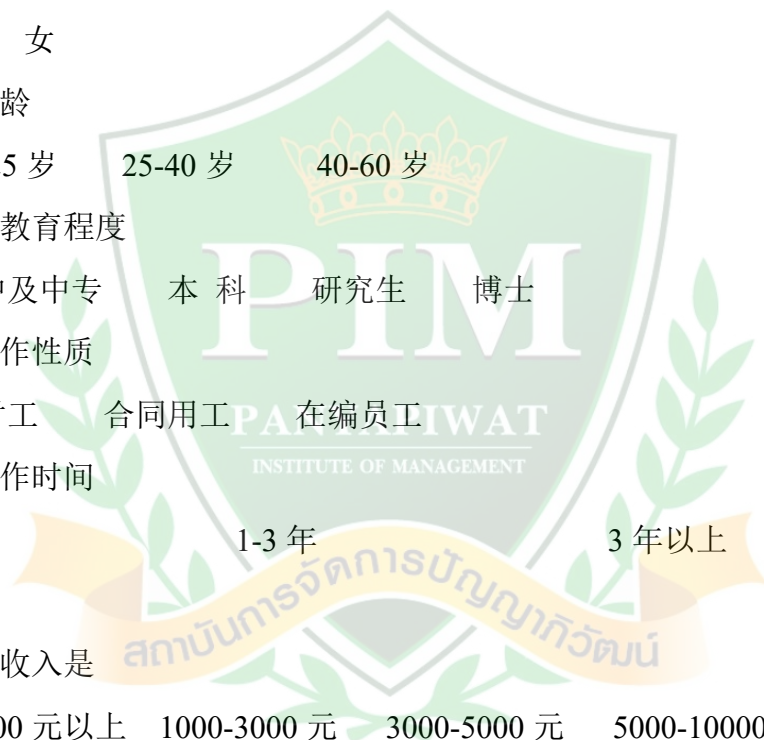 女
龄
5 岁 25-40 岁 40-60 岁
教育程度
及中专 本 科 研究生 博士
PIM
作性质
工 合同用工 在编员工
PANYAPIWAT
INSTITUTE OF MANAGEMENT
作时间
1-3 年 3 年以上
สถาบันการจัดการปัญญาภิวัฒน์
收入是
00 元以上 1000-3000 元 3000-5000 元 5000-10000